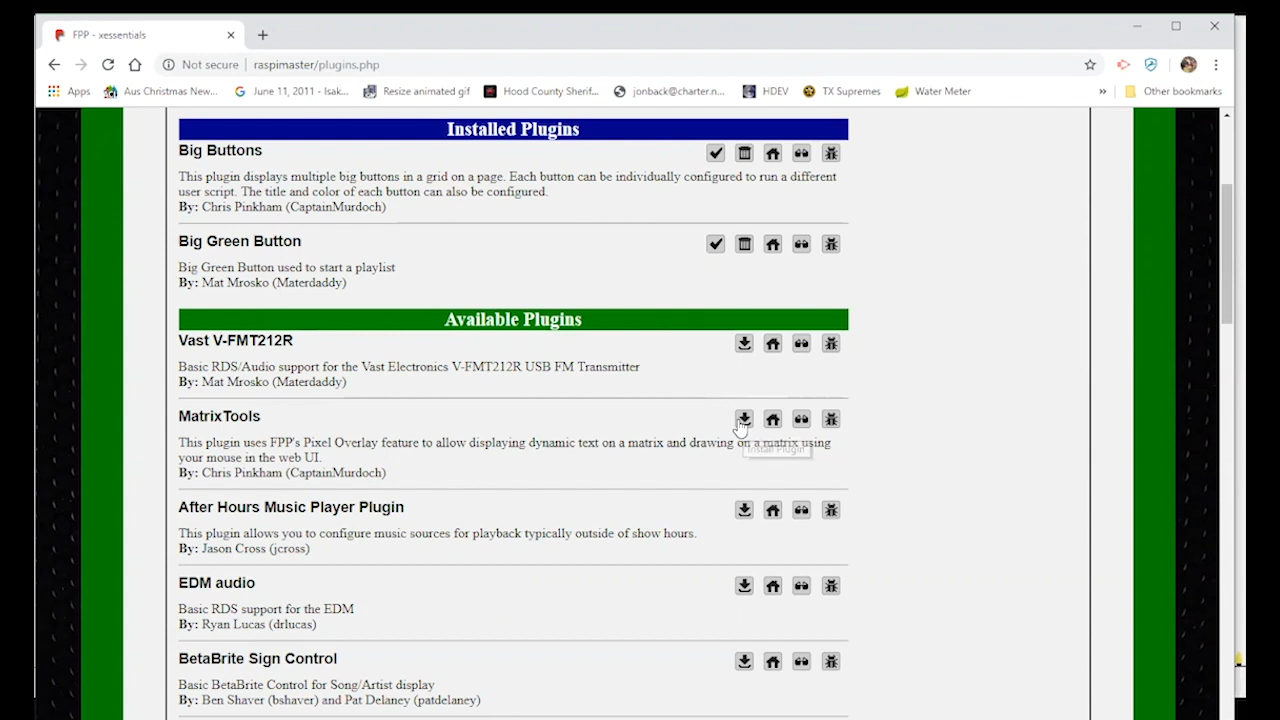 FPP - xessentials
Not secure
raspimaster/plugins.php
Apps
Aus Christmas New...
June 11, 2011 - Isak...
Resize animated gif
Hood County Sherif...
jonback@charter.n...
HDEV
TX Supremes
Water Meter
»
Other bookmarks
Installed Plugins
Big Buttons
This plugin displays multiple big buttons in a grid on a page. Each button can be individually configured to run a different
user script. The title and color of each button can also be configured.
By: Chris Pinkham (CaptainMurdoch)
Big Green Button
Big Green Button used to start a playlist
By: Mat Mrosko (Materdaddy)
Available Plugins
Vast V-FMT212R
Basic RDS/Audio support for the Vast Electronics V-FMT212R USB FM Transmitter
By: Mat Mrosko (Materdaddy)
MatrixTools
This plugin uses FPP's Pixel Overlay feature to allow displaying dynamic text on a matrix and drawing on a matrix using
your mouse in the web UI.
Install Plugin
By: Chris Pinkham (CaptainMurdoch)
After Hours Music Player Plugin
This plugin allows you to configure music sources for playback typically outside of show hours.
By: Jason Cross (jcross)
EDM audio
Basic RDS support for the EDM
By: Ryan Lucas (drlucas)
BetaBrite Sign Control
Basic BetaBrite Control for Song/Artist display
By: Ben Shaver (bshaver) and Pat Delaney (patdelaney)